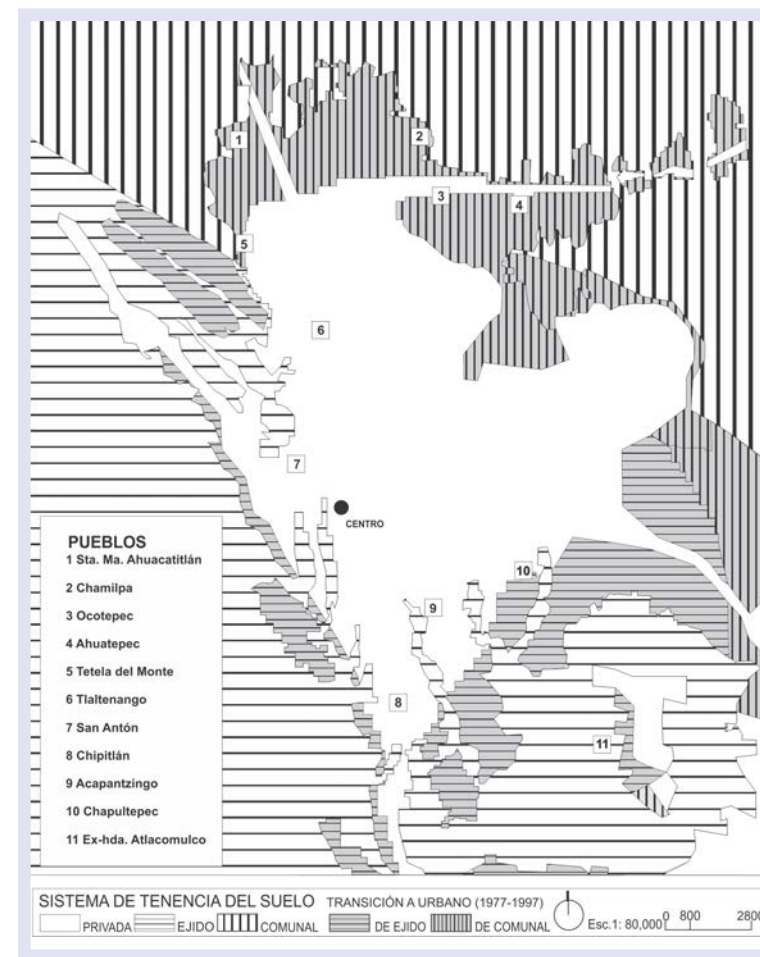 1
2
3
4
5
6
7
CENTRO
PUEBLOS
1 Sta. Ma. Ahuacatitlán
2 Chamilpa
3 Ocotepec
4 Ahuatepec
5 Tetela del Monte
6 Tlaltenango
7 San Antón
8 Chipitlán
9 Acapantzingo
10 Chapultepec
11 Ex-hda. Atlacomulco
10
9
8
11
SISTEMA DE TENENCIA DEL SUELO TRANSICIÓN A URBANO (1977-1997)
PRIVADA EJIDO COMUNAL DE EJIDO DE COMUNAL Esc.1: 80,000 0 800 2800